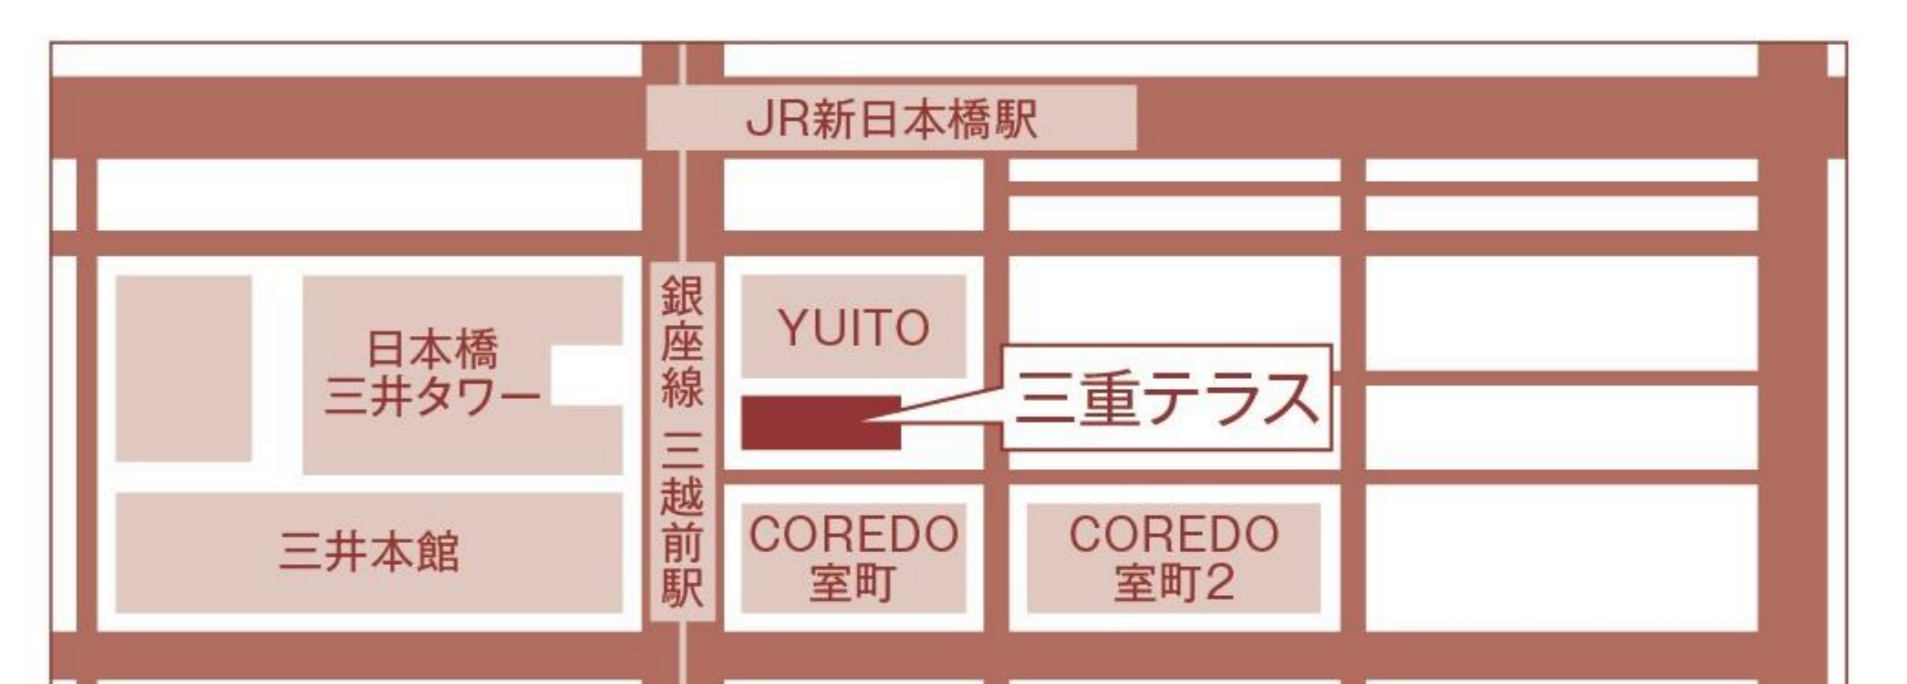 JR新日本橋駅
銀座線 三越前駅
YUITO
日本橋
三井タワー
三重テラス
三井本館
COREDO
室町
COREDO
室町2